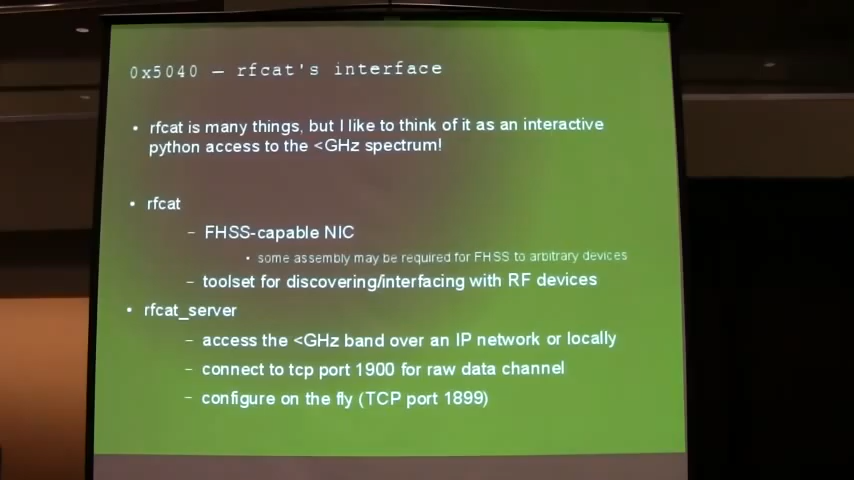 0x5040 – rfcat's interface
• rfcat is many things, but I like to think of it as an interactive
python access to the <GHz spectrum!
• rfcat
– FHSS-capable NIC
• some assembly may be required for FHSS to arbitrary devices
– toolset for discovering/interfacing with RF devices
• rfcat_server
– access the <GHz band over an IP network or locally
– connect to tcp port 1900 for raw data channel
– configure on the fly (TCP port 1899)